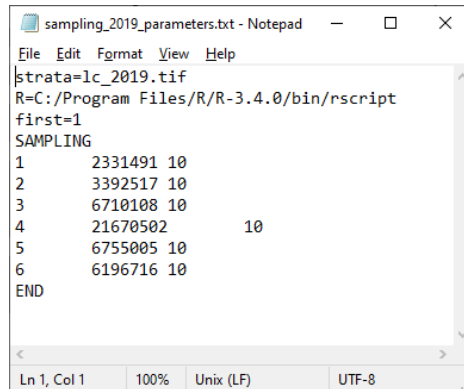 sampling_2019_parameters.txt - Notepad
File Edit Format View Help
strata=lc_2019.tif
R=C:/Program Files/R/R-3.4.0/bin/rscript
first=1
SAMPLING
1 2331491 10
2 3392517 10
3 6710108 10
4 21670502 10
5 6755005 10
6 6196716 10
END
Ln 1, Col 1 100% Unix (LF) UTF-8